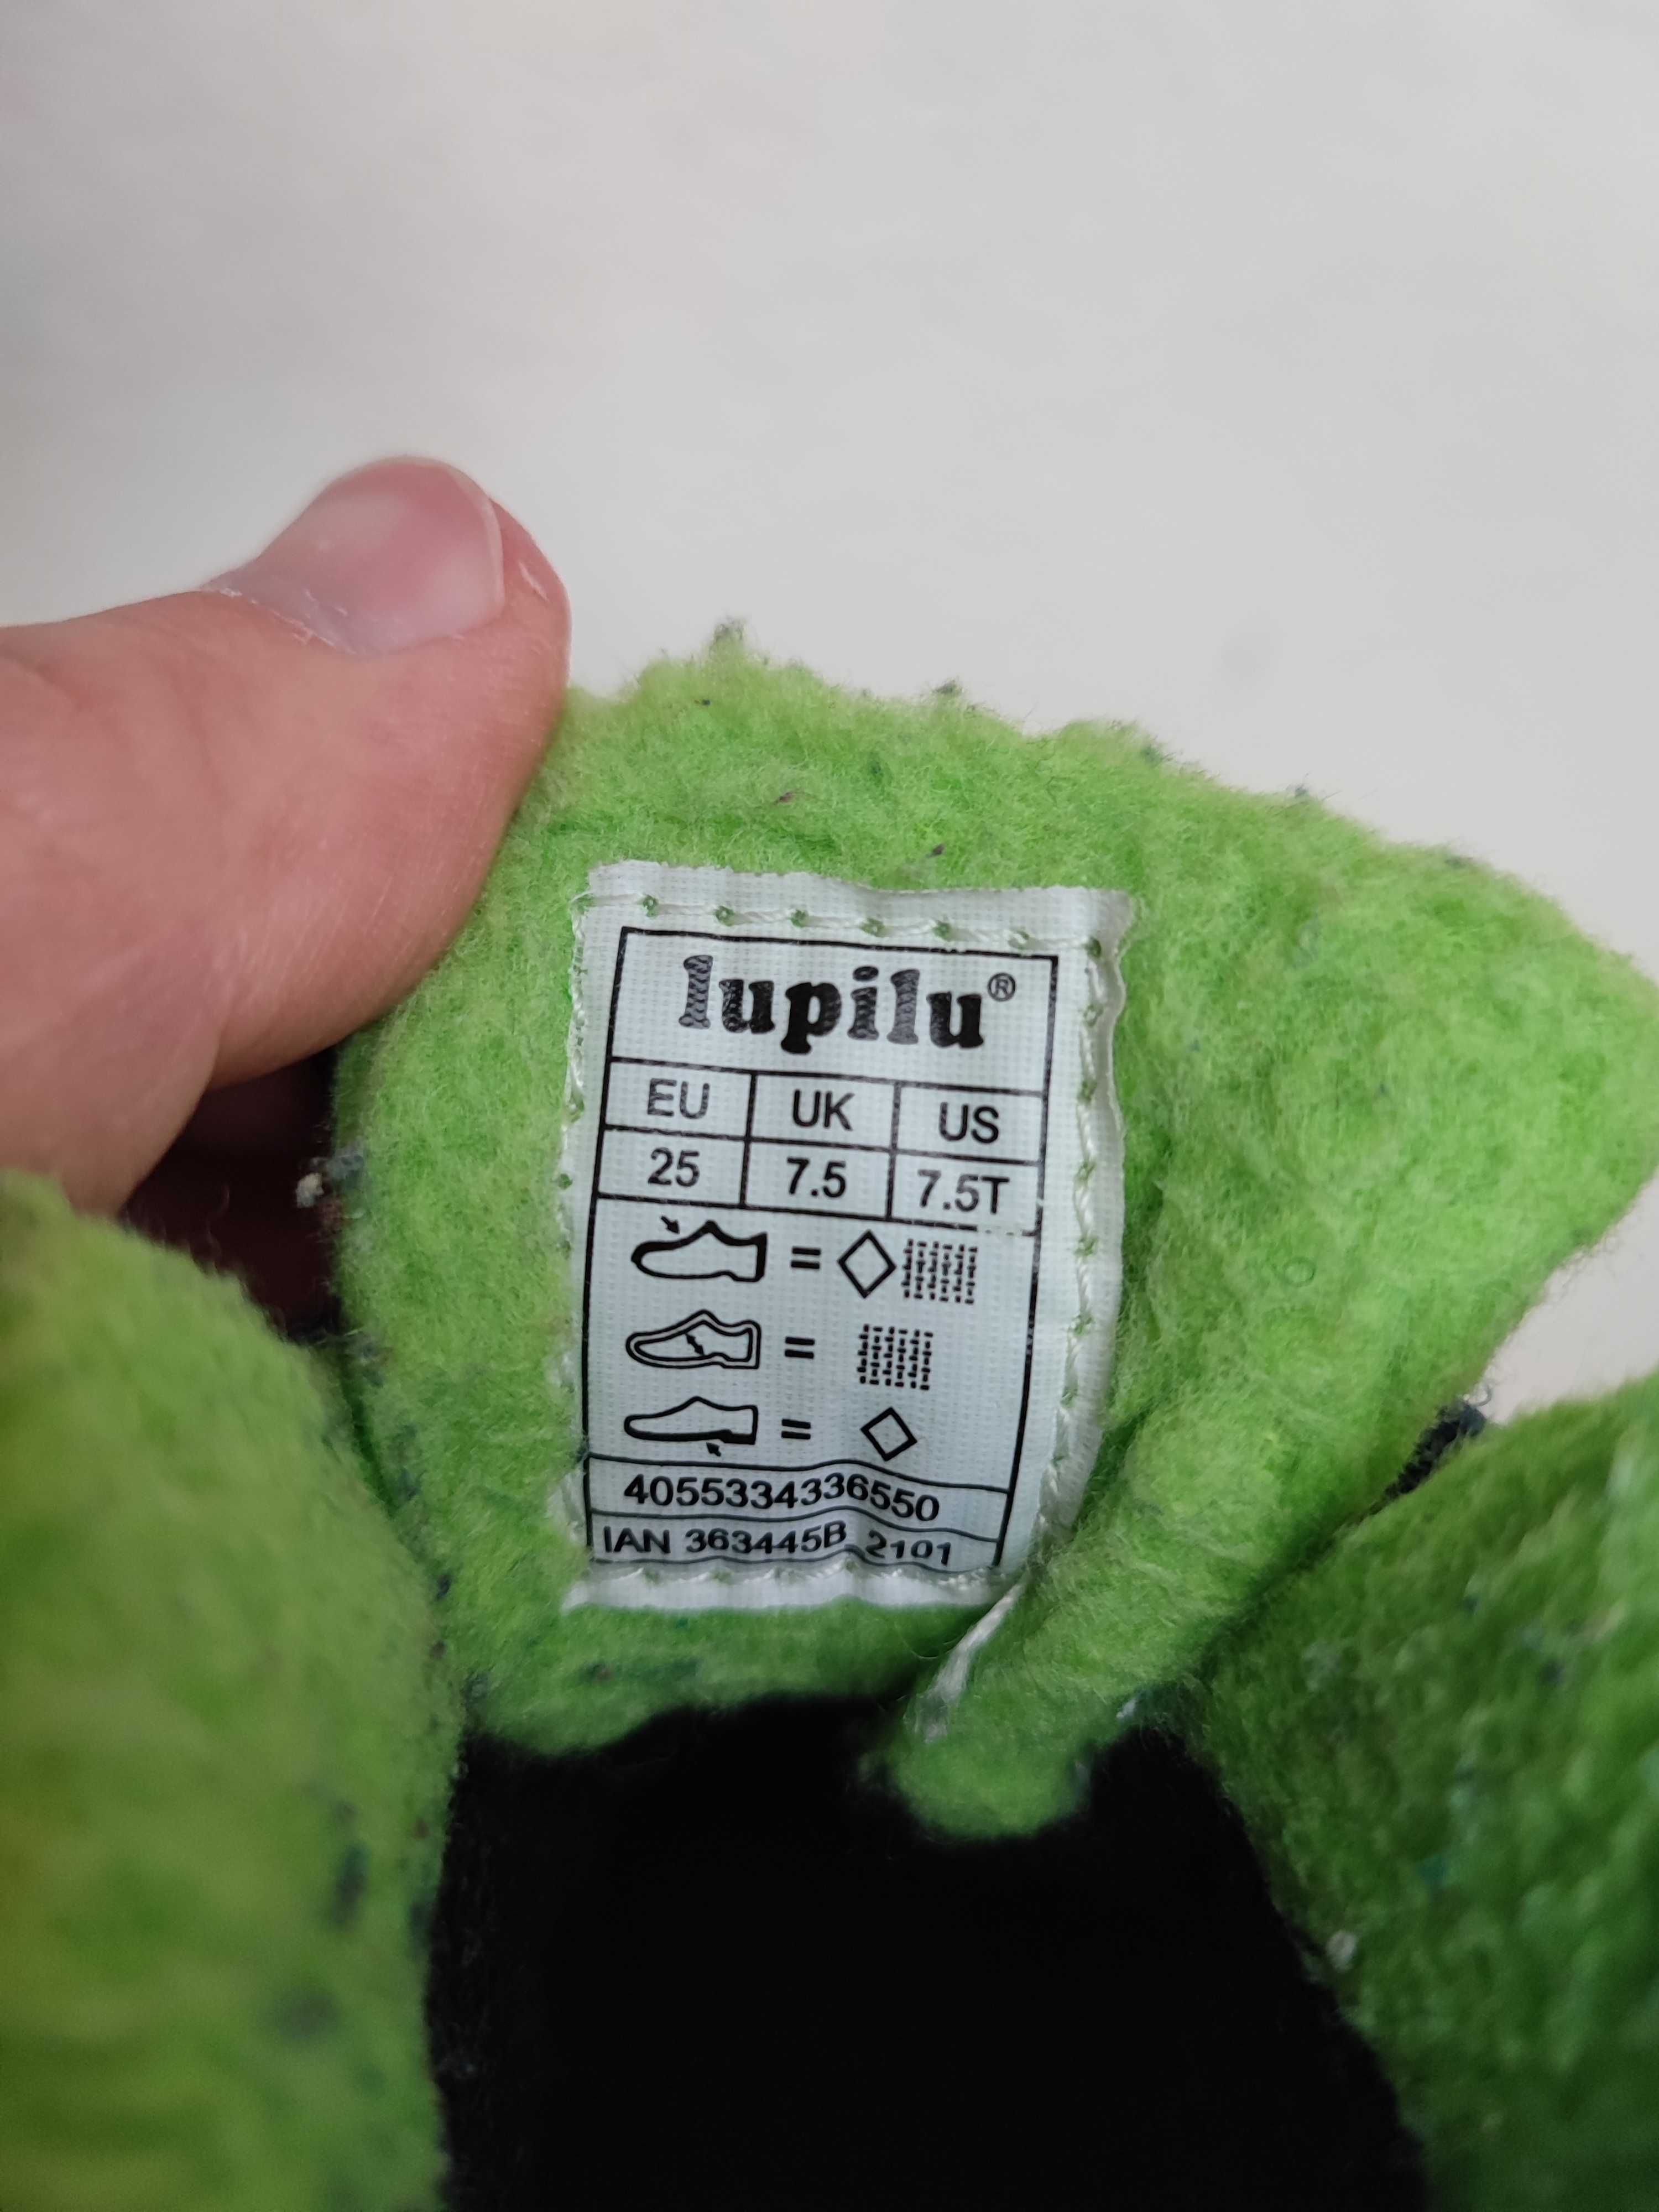 lupilu®
EU UK US
25 7.5 7.5T
=
=
=
4055334336550
IAN 363445B 2101